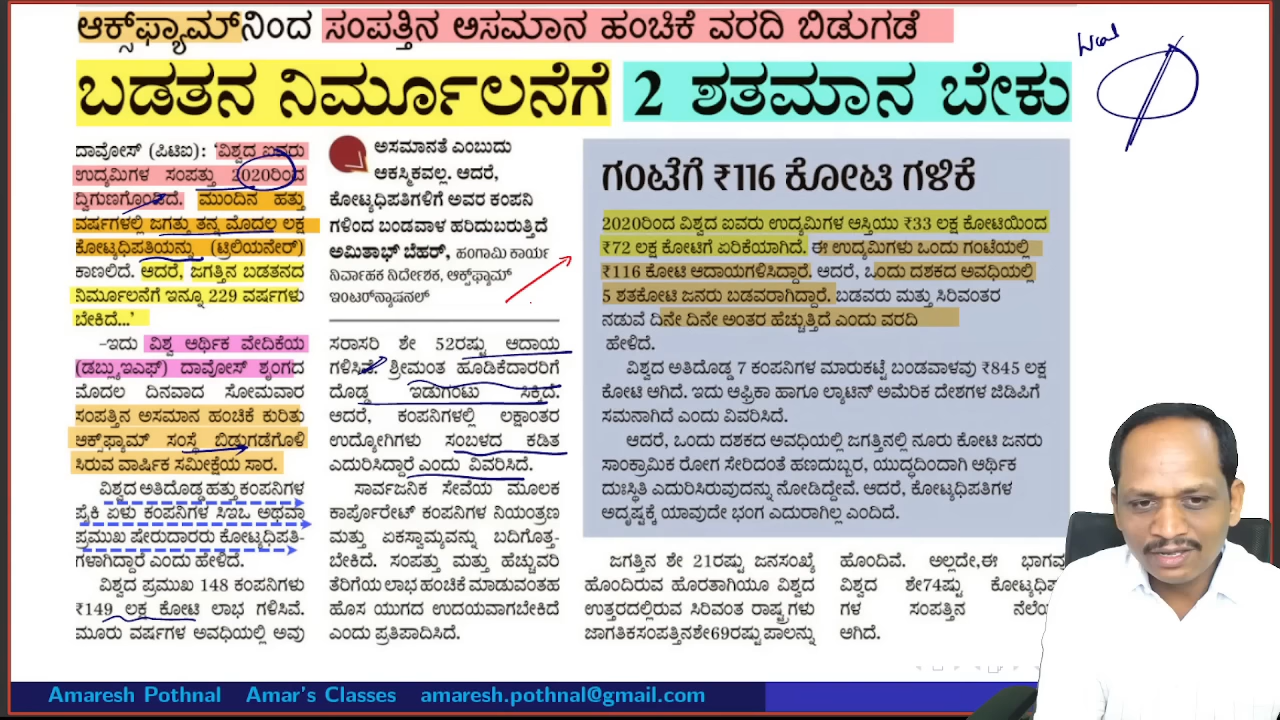 ಆಕ್ಸ್‌ಫ್ಯಾಮ್‌ನಿಂದ ಸಂಪತ್ತಿನ ಅಸಮಾನ ಹಂಚಿಕೆ ವರದಿ ಬಿಡುಗಡೆ
ಬಡತನ ನಿರ್ಮೂಲನೆಗೆ 2 ಶತಮಾನ ಬೇಕು
ದಾವೋಸ್ (ಪಿಟಿಐ): ‘ವಿಶ್ವದ ಐವರು
ಉದ್ಯಮಿಗಳ ಸಂಪತ್ತು 2020ರಿಂದ
ದ್ವಿಗುಣಗೊಂಡಿದೆ. ಮುಂದಿನ ಹತ್ತು
ವರ್ಷಗಳಲ್ಲಿ ಜಗತ್ತು ತನ್ನ ಮೊದಲ ಲಕ್ಷ
ಕೋಟ್ಯಧಿಪತಿಯನ್ನು (ಟ್ರಿಲಿಯನೇರ್)
ಕಾಣಲಿದೆ. ಆದರೆ, ಜಗತ್ತಿನ ಬಡತನದ
ನಿರ್ಮೂಲನೆಗೆ ಇನ್ನೂ 229 ವರ್ಷಗಳು
ಬೇಕಿದೆ...’
–ಇದು ವಿಶ್ವ ಆರ್ಥಿಕ ವೇದಿಕೆಯ
(ಡಬ್ಲ್ಯುಇಎಫ್) ದಾವೋಸ್ ಶೃಂಗದ
ಮೊದಲ ದಿನವಾದ ಸೋಮವಾರ
ಸಂಪತ್ತಿನ ಅಸಮಾನ ಹಂಚಿಕೆ ಕುರಿತು
ಆಕ್ಸ್‌ಫ್ಯಾಮ್ ಸಂಸ್ಥೆ ಬಿಡುಗಡೆಗೊಳಿ
ಸಿರುವ ವಾರ್ಷಿಕ ಸಮೀಕ್ಷೆಯ ಸಾರ.
ವಿಶ್ವದ ಅತಿದೊಡ್ಡ ಹತ್ತು ಕಂಪನಿಗಳ
ಪೈಕಿ ಏಳು ಕಂಪನಿಗಳ ಸಿಇಒ ಅಥವಾ
ಪ್ರಮುಖ ಷೇರುದಾರರು ಕೋಟ್ಯಧಿಪತಿ-
ಗಳಾಗಿದ್ದಾರೆ ಎಂದು ಹೇಳಿದೆ.
ವಿಶ್ವದ ಪ್ರಮುಖ 148 ಕಂಪನಿಗಳು
₹149 ಲಕ್ಷ ಕೋಟಿ ಲಾಭ ಗಳಿಸಿವೆ.
ಮೂರು ವರ್ಷಗಳ ಅವಧಿಯಲ್ಲಿ ಅವು
ಅಸಮಾನತೆ ಎಂಬುದು
ಆಕಸ್ಮಿಕವಲ್ಲ. ಆದರೆ,
ಕೋಟ್ಯಧಿಪತಿಗಳಿಗೆ ಅವರ ಕಂಪನಿ
ಗಳಿಂದ ಬಂಡವಾಳ ಹರಿದುಬರುತ್ತಿದೆ
ಅಮಿತಾಭ್ ಬೆಹರ್, ಹಂಗಾಮಿ ಕಾರ್ಯ
ನಿರ್ವಾಹಕ ನಿರ್ದೇಶಕ, ಆಕ್ಸ್‌ಫ್ಯಾಮ್
ಇಂಟರ್‌ನ್ಯಾಷನಲ್
ಸರಾಸರಿ ಶೇ 52ರಷ್ಟು ಆದಾಯ
ಗಳಿಸಿವೆ. ಶ್ರೀಮಂತ ಹೂಡಿಕೆದಾರರಿಗೆ
ದೊಡ್ಡ ಇಡುಗಂಟು ಸಿಕ್ಕಿದೆ.
ಆದರೆ, ಕಂಪನಿಗಳಲ್ಲಿ ಲಕ್ಷಾಂತರ
ಉದ್ಯೋಗಿಗಳು ಸಂಬಳದ ಕಡಿತ
ಎದುರಿಸಿದ್ದಾರೆ ಎಂದು ವಿವರಿಸಿದೆ.
ಸಾರ್ವಜನಿಕ ಸೇವೆಯ ಮೂಲಕ
ಕಾರ್ಪೊರೇಟ್ ಕಂಪನಿಗಳ ನಿಯಂತ್ರಣ
ಮತ್ತು ಏಕಸ್ವಾಮ್ಯವನ್ನು ಬದಿಗೊತ್ತ-
ಬೇಕಿದೆ. ಸಂಪತ್ತು ಮತ್ತು ಹೆಚ್ಚುವರಿ
ತೆರಿಗೆಯ ಲಾಭ ಹಂಚಿಕೆ ಮಾಡುವಂತಹ
ಹೊಸ ಯುಗದ ಉದಯವಾಗಬೇಕಿದೆ
ಎಂದು ಪ್ರತಿಪಾದಿಸಿದೆ.
ಗಂಟೆಗೆ ₹116 ಕೋಟಿ ಗಳಿಕೆ
2020ರಿಂದ ವಿಶ್ವದ ಐವರು ಉದ್ಯಮಿಗಳ ಆಸ್ತಿಯು ₹33 ಲಕ್ಷ ಕೋಟಿಯಿಂದ
₹72 ಲಕ್ಷ ಕೋಟಿಗೆ ಏರಿಕೆಯಾಗಿದೆ. ಈ ಉದ್ಯಮಿಗಳು ಒಂದು ಗಂಟೆಯಲ್ಲಿ
₹116 ಕೋಟಿ ಆದಾಯಗಳಿಸಿದ್ದಾರೆ. ಆದರೆ, ಒಂದು ದಶಕದ ಅವಧಿಯಲ್ಲಿ
5 ಶತಕೋಟಿ ಜನರು ಬಡವರಾಗಿದ್ದಾರೆ. ಬಡವರು ಮತ್ತು ಸಿರಿವಂತರ
ನಡುವೆ ದಿನೇ ದಿನೇ ಅಂತರ ಹೆಚ್ಚುತ್ತಿದೆ ಎಂದು ವರದಿ
ಹೇಳಿದೆ.
ವಿಶ್ವದ ಅತಿದೊಡ್ಡ 7 ಕಂಪನಿಗಳ ಮಾರುಕಟ್ಟೆ ಬಂಡವಾಳವು ₹845 ಲಕ್ಷ
ಕೋಟಿ ಆಗಿದೆ. ಇದು ಆಫ್ರಿಕಾ ಹಾಗೂ ಲ್ಯಾಟಿನ್ ಅಮೆರಿಕ ದೇಶಗಳ ಜಿಡಿಪಿಗೆ
ಸಮನಾಗಿದೆ ಎಂದು ವಿವರಿಸಿದೆ.
ಆದರೆ, ಒಂದು ದಶಕದ ಅವಧಿಯಲ್ಲಿ ಜಗತ್ತಿನಲ್ಲಿ ನೂರು ಕೋಟಿ ಜನರು
ಸಾಂಕ್ರಾಮಿಕ ರೋಗ ಸೇರಿದಂತೆ ಹಣದುಬ್ಬರ, ಯುದ್ಧದಿಂದಾಗಿ ಆರ್ಥಿಕ
ದುಃಸ್ಥಿತಿ ಎದುರಿಸಿರುವುದನ್ನು ನೋಡಿದ್ದೇವೆ. ಆದರೆ, ಕೋಟ್ಯಧಿಪತಿಗಳ
ಅದೃಷ್ಟಕ್ಕೆ ಯಾವುದೇ ಭಂಗ ಎದುರಾಗಿಲ್ಲ ಎಂದಿದೆ.
ಜಗತ್ತಿನ ಶೇ 21ರಷ್ಟು ಜನಸಂಖ್ಯೆ
ಹೊಂದಿರುವ ಹೊರತಾಗಿಯೂ ವಿಶ್ವದ
ಉತ್ತರದಲ್ಲಿರುವ ಸಿರಿವಂತ ರಾಷ್ಟ್ರಗಳು
ಜಾಗತಿಕ ಸಂಪತ್ತಿನ ಶೇ 69ರಷ್ಟು ಪಾಲನ್ನು
ಹೊಂದಿವೆ. ಅಲ್ಲದೇ, ಈ ಭಾಗವು
ವಿಶ್ವದ ಶೇ 74ಷ್ಟು ಕೋಟ್ಯಧಿಪ
ಗಳ ಸಂಪತ್ತಿನ ನೆಲೆಯ
ಆಗಿದೆ.
Amaresh Pothnal Amar's Classes amaresh.pothnal@gmail.com